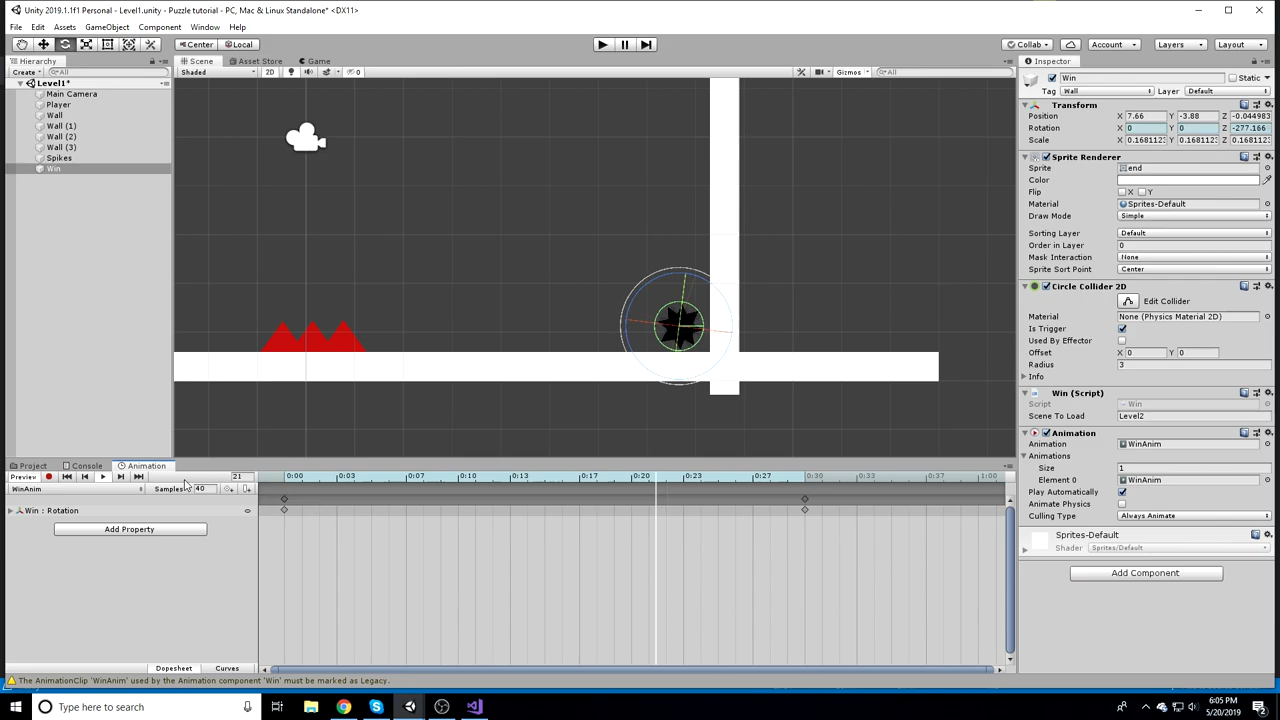 Unity 2019.1.1f1 Personal - Level1.unity - Puzzle tutorial - PC, Mac & Linux Standalone* <DX11>
File Edit Assets GameObject Component Window Help
Center Local Collab Account Layers Layout
Hierarchy Scene Asset Store Game Inspector
Create All Shaded 2D 0 Gizmos All
Level1*
Main Camera
Player
Wall
Wall (1)
Wall (2)
Wall (3)
Spikes
Win
Win Static
Tag Wall Layer Default
Transform
Position X 7.66 Y -3.88 Z -0.044983
Rotation X 0 Y 0 Z -277.166
Scale X 0.168112 Y 0.168112 Z 0.168112
Sprite Renderer
Sprite end
Color
Flip X Y
Material Sprites-Default
Draw Mode Simple
Sorting Layer Default
Order in Layer 0
Mask Interaction None
Sprite Sort Point Center
Circle Collider 2D
Edit Collider
Material None (Physics Material 2D)
Is Trigger
Used By Effector
Offset X 0 Y 0
Radius 3
Info
Win (Script)
Script Win
Scene To Load Level2
Animation
Animation WinAnim
Animations
Size 1
Element 0 WinAnim
Play Automatically
Animate Physics
Culling Type Always Animate
Sprites-Default
Shader Sprites/Default
Add Component
Project Console Animation
Preview 21 0:00 0:03 0:07 0:10 0:13 0:17 0:20 0:23 0:27 0:30 0:33 0:37 1:00
WinAnim Samples 40
Win : Rotation
Add Property
Dopesheet Curves
The AnimationClip 'WinAnim' used by the Animation component 'Win' must be marked as Legacy.
Type here to search
6:05 PM
5/20/2019
2